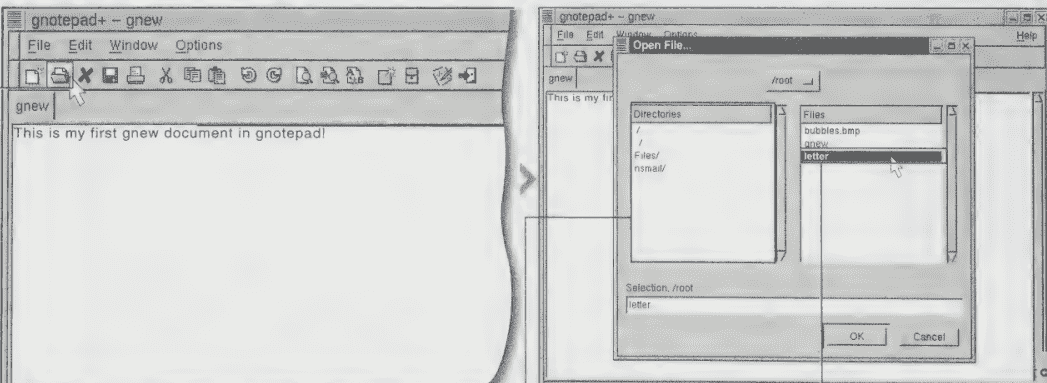 gnotepad+ – gnew
File Edit Window Options
gnew
This is my first gnew document in gnotepad!
gnotepad+ – gnew
File Edit Window Options Help
gnew
This is my fir
Open File...
/root
Directories
/
/
Files/
nsmail/
Files
bubbles.bmp
gnew
letter
Selection, /root
letter
OK Cancel